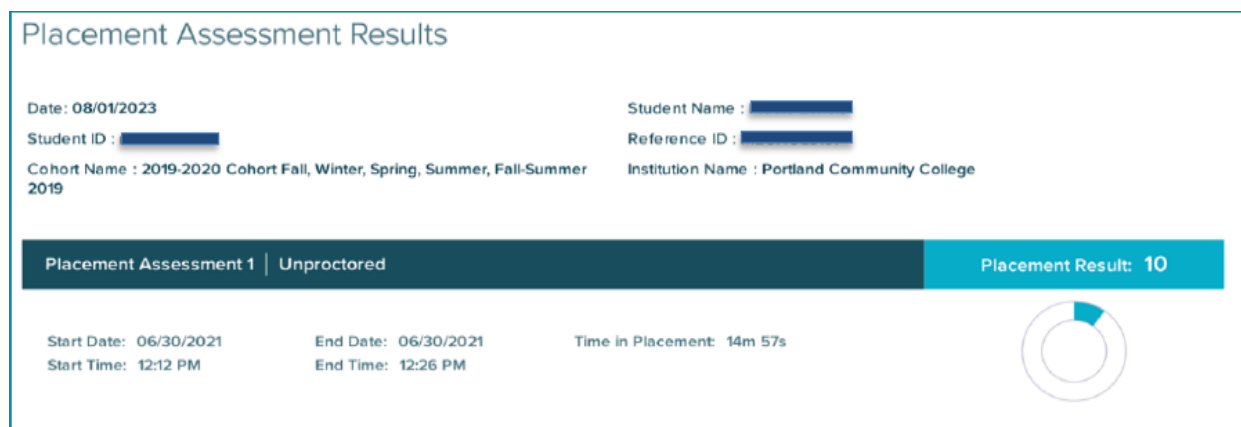 Placement Assessment Results
Date: 08/01/2023
Student Name :
Student ID :
Reference ID :
Cohort Name : 2019-2020 Cohort Fall, Winter, Spring, Summer, Fall-Summer
2019
Institution Name : Portland Community College
Placement Assessment 1 | Unproctored
Placement Result: 10
Start Date: 06/30/2021
End Date: 06/30/2021
Time in Placement: 14m 57s
Start Time: 12:12 PM
End Time: 12:26 PM